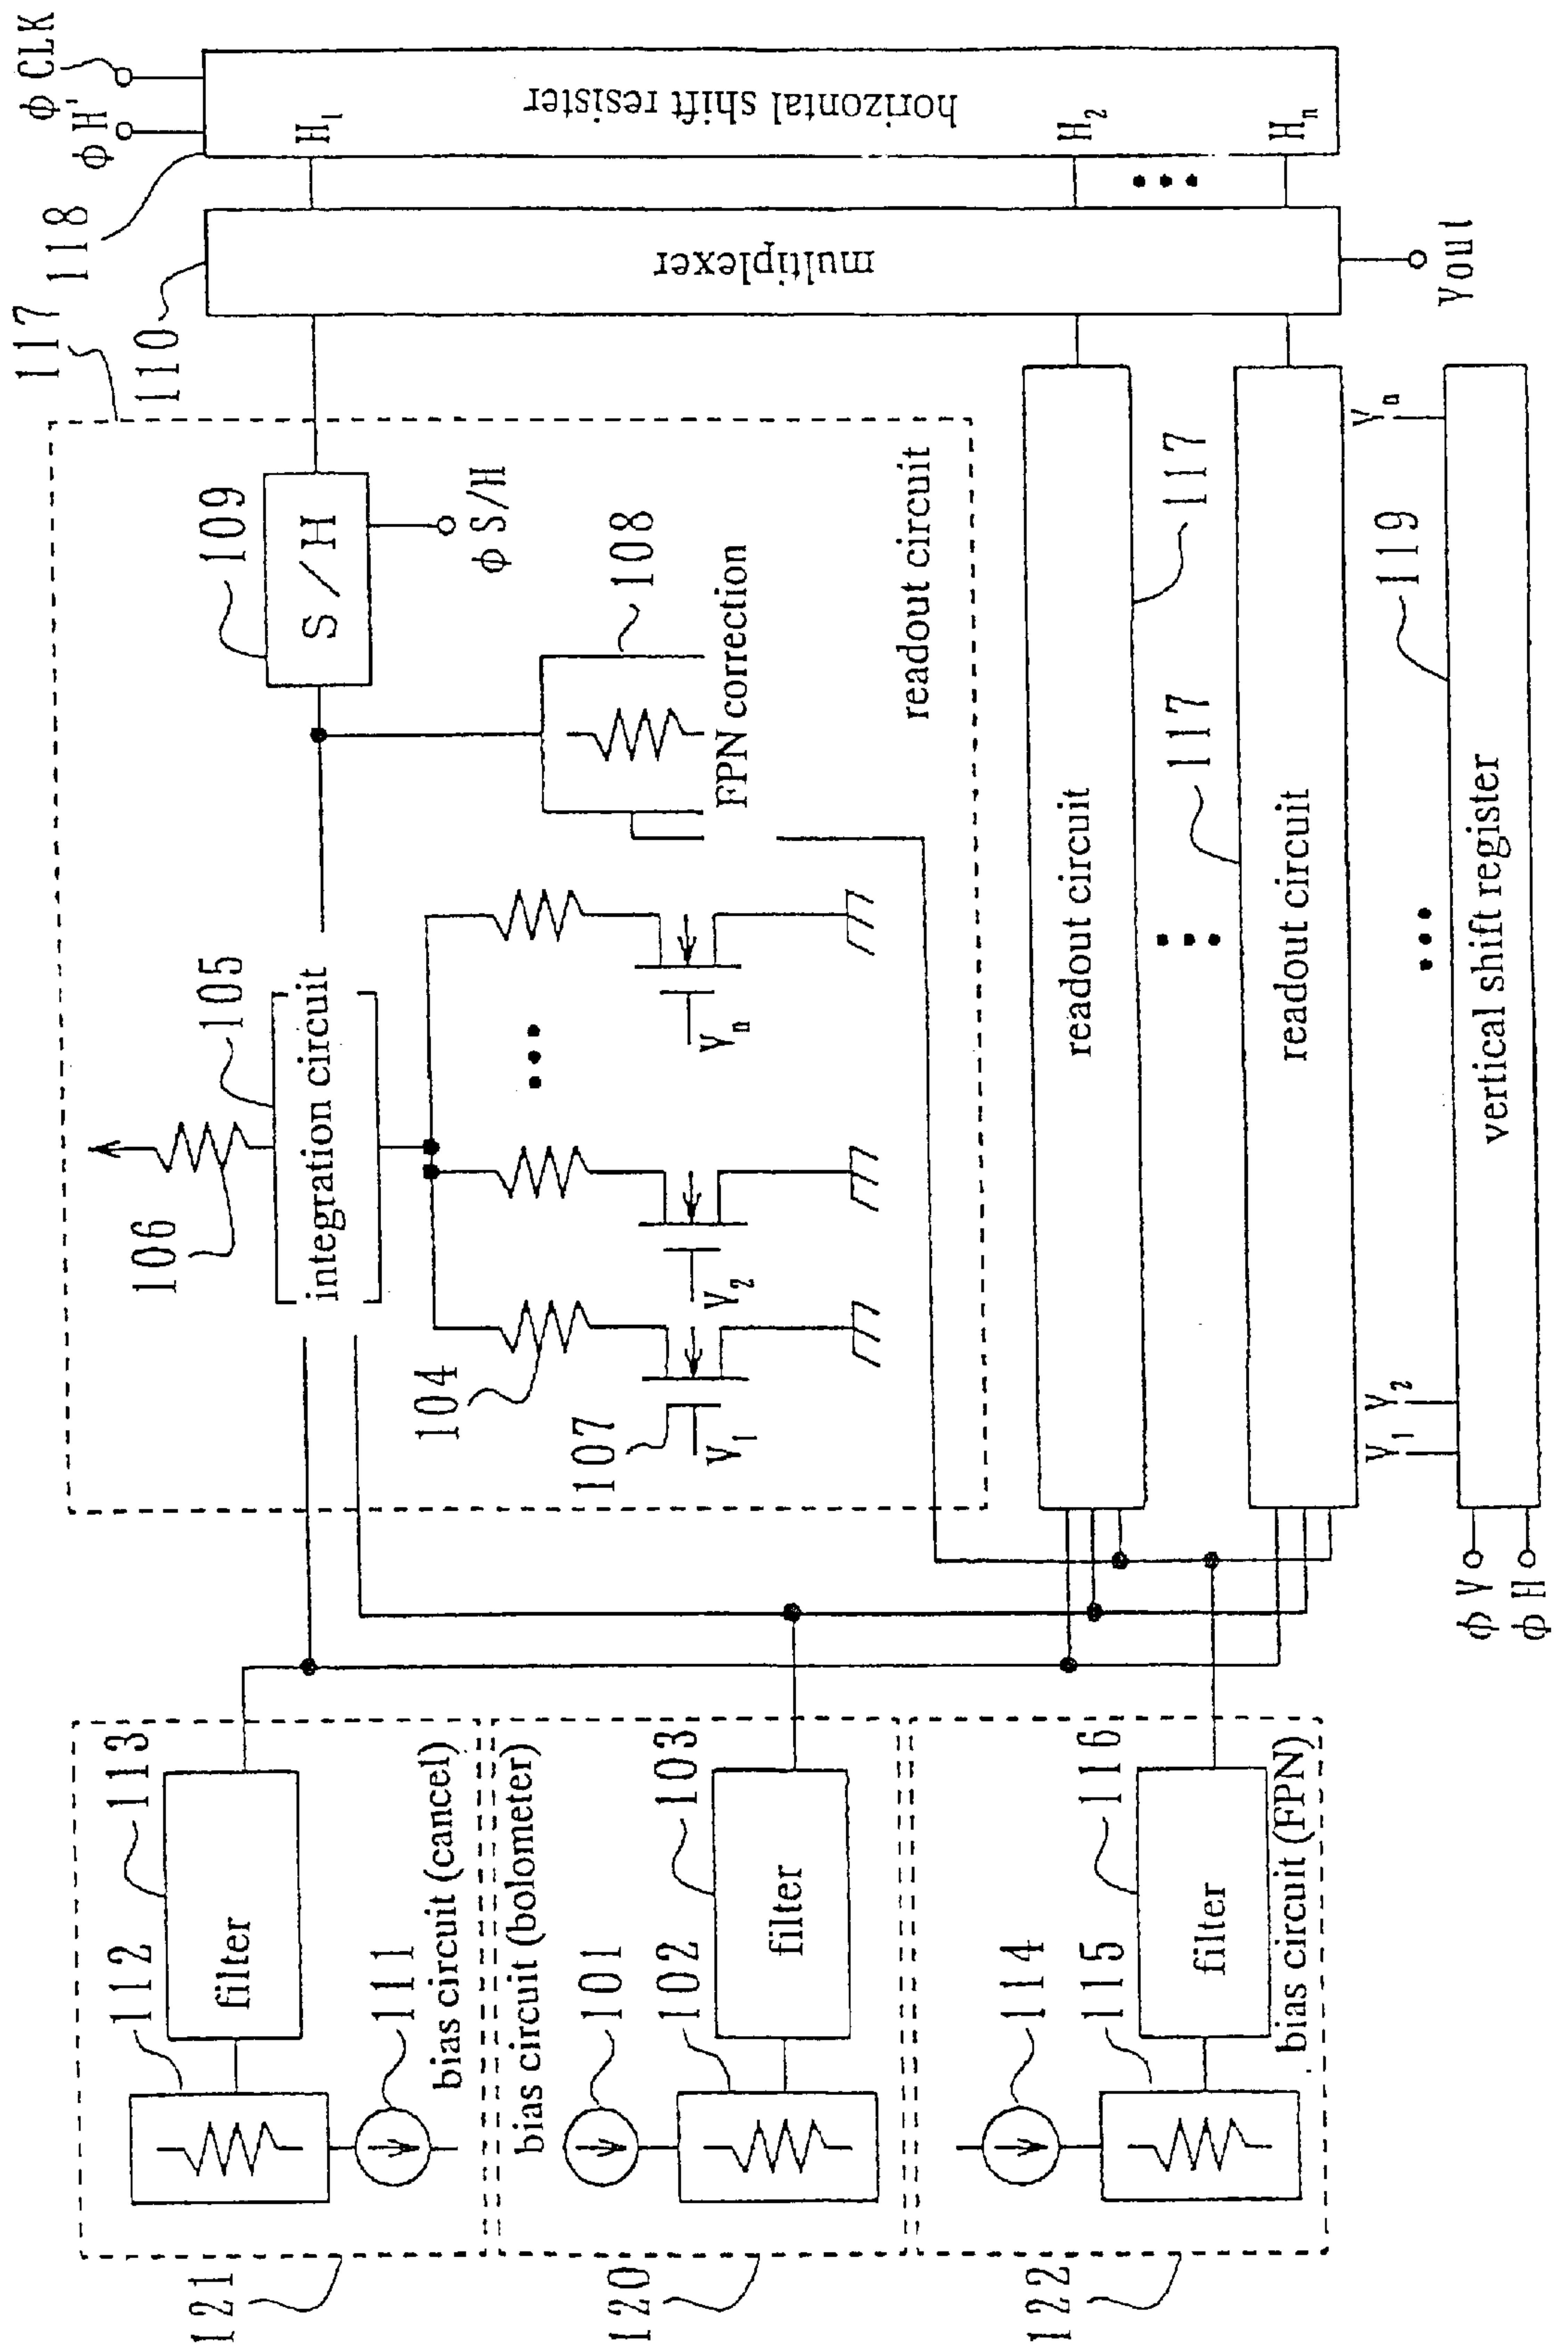 121
112
113
filter
111
bias circuit (cancel)
120
bias circuit (bolometer)
101
102
103
filter
122
114
115
116
filter
bias circuit (FPN)
117
106
105
integration circuit
104
107
V1
V2
Vn
109
S/H
φ S/H
108
FPN correction
readout circuit
110
multiplexer
Vout
118
φ H'
φ CLK
H1
H2
Hn
horizontal shift resister
readout circuit
117
readout circuit
117
V1
V2
Vn
119
vertical shift register
φ V
φ H